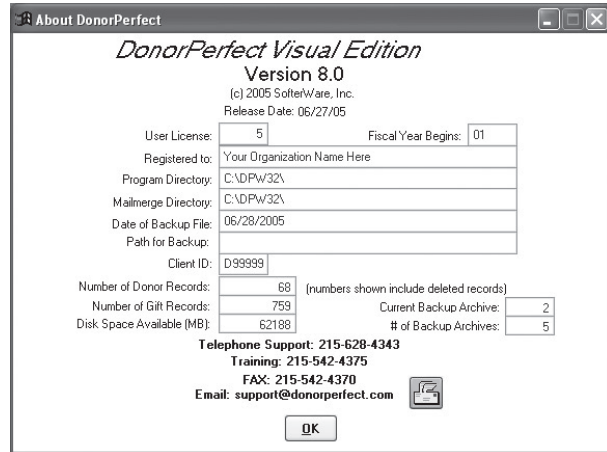 About DonorPerfect
DonorPerfect Visual Edition
Version 8.0
(c) 2005 SofterWare, Inc.
Release Date: 06/27/05
User License: 5 Fiscal Year Begins: 01
Registered to: Your Organization Name Here
Program Directory: C:\DPW32\
Mailmerge Directory: C:\DPW32\
Date of Backup File: 06/28/2005
Path for Backup:
Client ID: D99999
Number of Donor Records: 68 (numbers shown include deleted records)
Number of Gift Records: 759 Current Backup Archive: 2
Disk Space Available (MB): 62188 # of Backup Archives: 5
Telephone Support: 215-628-4343
Training: 215-542-4375
FAX: 215-542-4370
Email: support@donorperfect.com
OK